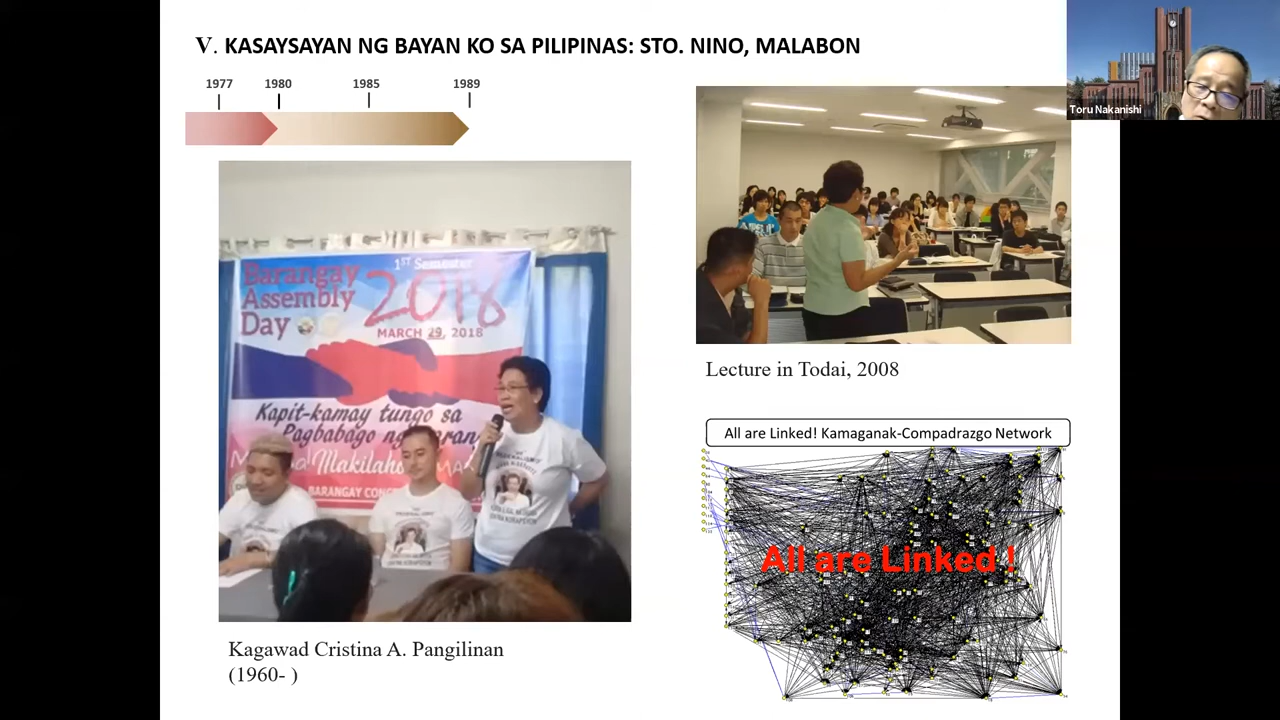 V. KASAYSAYAN NG BAYAN KO SA PILIPINAS: STO. NINO, MALABON
1977 1980 1985 1989
Toru Nakanishi
Barangay
Assembly
Day
1ST Semester
2018
MARCH 29, 2018
Kapit-kamay tungo sa
Pagbabago ng
Makilaho
BARANGAY
Kagawad Cristina A. Pangilinan
(1960- )
Lecture in Todai, 2008
All are Linked! Kamaganak-Compadrazgo Network
All are Linked !